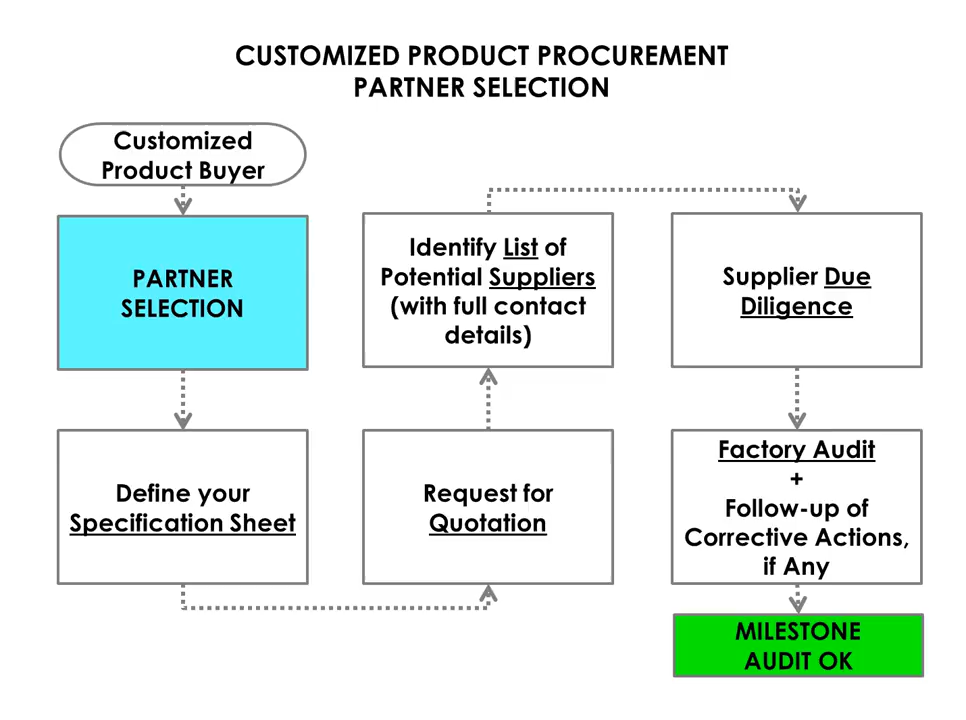 CUSTOMIZED PRODUCT PROCUREMENT
PARTNER SELECTION
Customized
Product Buyer
PARTNER
SELECTION
Define your
Specification Sheet
Request for
Quotation
Identify List of
Potential Suppliers
(with full contact
details)
Supplier Due
Diligence
Factory Audit
+
Follow-up of
Corrective Actions,
if Any
MILESTONE
AUDIT OK